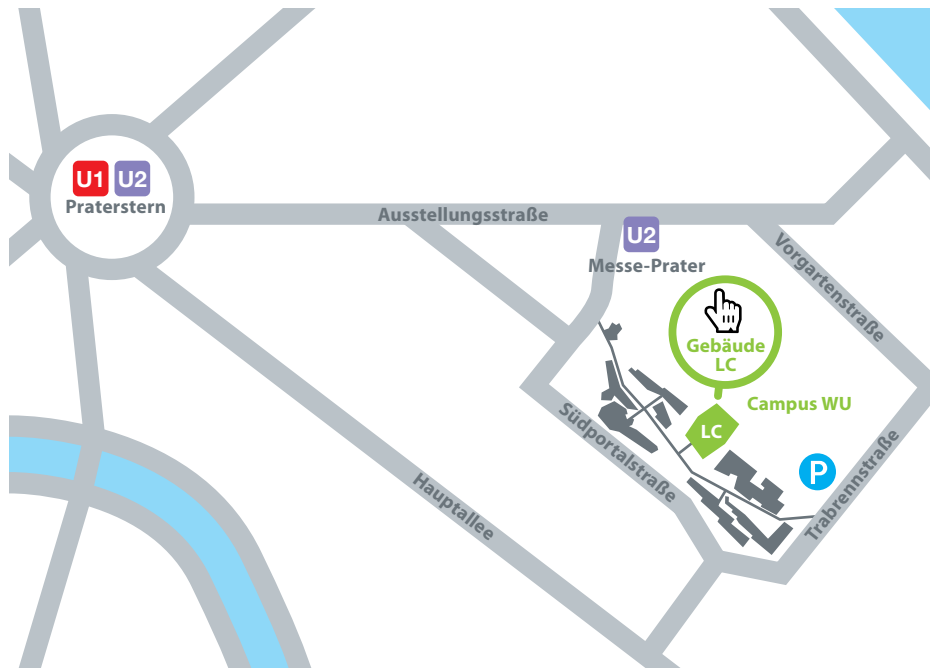 U1 U2
Praterstern
Ausstellungsstraße
U2
Messe-Prater
Vorgartenstraße
Gebäude
LC
Campus WU
LC
Südportalstraße
P
Trabrennstraße
Hauptallee